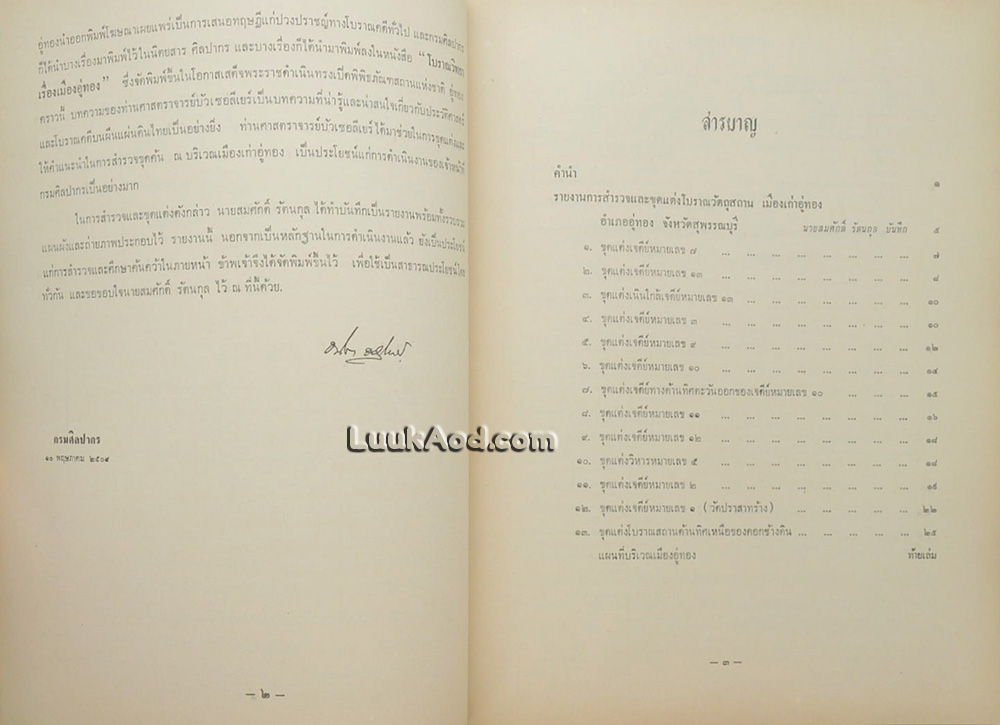 อู่ทองนำออกพิมพ์โฆษณาเผยแพร่เป็นการเสนอทฤษฎีแก่ปวงปราชญ์ทางโบราณคดีทั่วไป และกรมศิลปากร
ก็ได้นำบางเรื่องมาพิมพ์ไว้ในนิตยสาร ศิลปากร และบางเรื่องก็ได้นำมาพิมพ์ลงในหนังสือ “โบราณวิทยา
เรื่องเมืองอู่ทอง” ซึ่งจัดพิมพ์ขึ้นในโอกาสเสด็จพระราชดำเนินทรงเปิดพิพิธภัณฑสถานแห่งชาติ อู่ทอง
คราวนี้ บทความของท่านศาสตราจารย์บัวเซอลีเยร์เป็นบทความที่น่ารู้และน่าสนใจเกี่ยวกับประวัติศาสตร์
และโบราณคดีบนผืนแผ่นดินไทยเป็นอย่างยิ่ง ท่านศาสตราจารย์บัวเซอลีเยร์ได้มาช่วยในการขุดแต่งและ
ให้คำแนะนำในการสำรวจขุดค้น ณ บริเวณเมืองเก่าอู่ทอง เป็นประโยชน์แก่การดำเนินงานของเจ้าหน้าที่
กรมศิลปากรเป็นอย่างมาก
ในการสำรวจและขุดแต่งดังกล่าว นายสมศักดิ์ รัตนกุล ได้ทำบันทึกเป็นรายงานพร้อมทั้งรวบรวม
แผนผังและถ่ายภาพประกอบไว้ รายงานนี้ นอกจากเป็นหลักฐานในการดำเนินงานแล้ว ยังเป็นประโยชน์
แก่การสำรวจและศึกษาค้นคว้าในภายหน้า ข้าพเจ้าจึงได้จัดพิมพ์ขึ้นไว้ เพื่อใช้เป็นสาธารณประโยชน์โดย
ทั่วกัน และขอขอบใจนายสมศักดิ์ รัตนกุล ไว้ ณ ที่นี้ด้วย.
กรมศิลปากร
๑๐ พฤษภาคม ๒๕๐๙
— ๒ —
สารบาญ
คำนำ ๑
รายงานการสำรวจและขุดแต่งโบราณวัตถุสถาน เมืองเก่าอู่ทอง
อำเภออู่ทอง จังหวัดสุพรรณบุรี นายสมศักดิ์ รัตนกุล บันทึก ๕
๑. ขุดแต่งเจดีย์หมายเลข ๗ ... ... ... ... ... ... ... ๗
๒. ขุดแต่งเจดีย์หมายเลข ๑๓ ... ... ... ... ... ... ... ๘
๓. ขุดแต่งเนินใกล้เจดีย์หมายเลข ๑๓ ... ... ... ... ... ... ๑๐
๔. ขุดแต่งเจดีย์หมายเลข ๓ ... ... ... ... ... ... ... ๑๐
๕. ขุดแต่งเจดีย์หมายเลข ๙ ... ... ... ... ... ... ... ๑๒
๖. ขุดแต่งเจดีย์หมายเลข ๑๐ ... ... ... ... ... ... ... ๑๔
๗. ขุดแต่งเจดีย์ทางด้านทิศตะวันออกของเจดีย์หมายเลข ๑๐ ... ... ... ๑๕
๘. ขุดแต่งเจดีย์หมายเลข ๑๑ ... ... ... ... ... ... ... ๑๖
๙. ขุดแต่งเจดีย์หมายเลข ๑๒ ... ... ... ... ... ... ... ๑๘
๑๐. ขุดแต่งวิหารหมายเลข ๕ ... ... ... ... ... ... ... ๑๘
๑๑. ขุดแต่งเจดีย์หมายเลข ๒ ... ... ... ... ... ... ... ๑๙
๑๒. ขุดแต่งเจดีย์หมายเลข ๑ (วัดปราสาทร้าง) ... ... ... ... ... ๒๒
๑๓. ขุดแต่งโบราณสถานด้านทิศเหนือของคอกช้างดิน ... ... ... ... ... ๒๕
แผนที่บริเวณเมืองอู่ทอง ท้ายเล่ม
— ๓ —
LuukAod.com